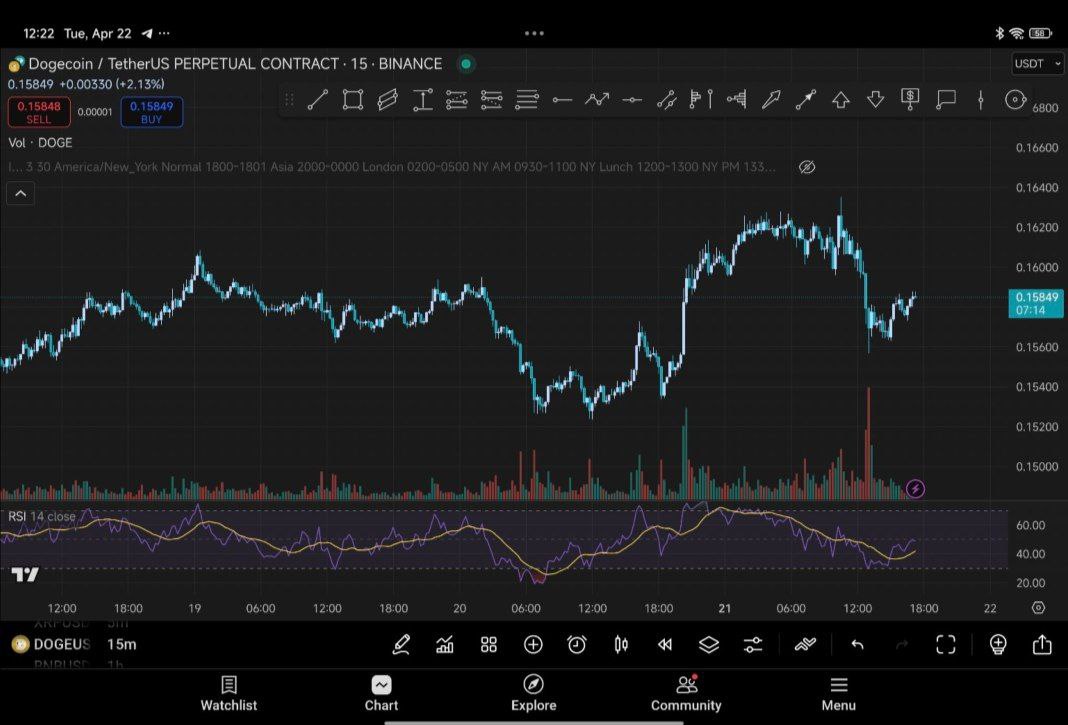 12:22 Tue, Apr 22
58
Dogecoin / TetherUS PERPETUAL CONTRACT · 15 · BINANCE
USDT
0.15849 +0.00330 (+2.13%)
0.15848
SELL
0.00001
0.15849
BUY
Vol · DOGE
I... 3 30 America/New_York Normal 1800-1801 Asia 2000-0000 London 0200-0500 NY AM 0930-1100 NY Lunch 1200-1300 NY PM 133...
6800
0.16600
0.16400
0.16200
0.16000
0.15849
07:14
0.15600
0.15400
0.15200
0.15000
RSI 14 close
60.00
40.00
20.00
12:00 18:00 19 06:00 12:00 18:00 20 06:00 12:00 18:00 21 06:00 12:00 18:00 22
DOGEUS 15m
Watchlist Chart Explore Community Menu